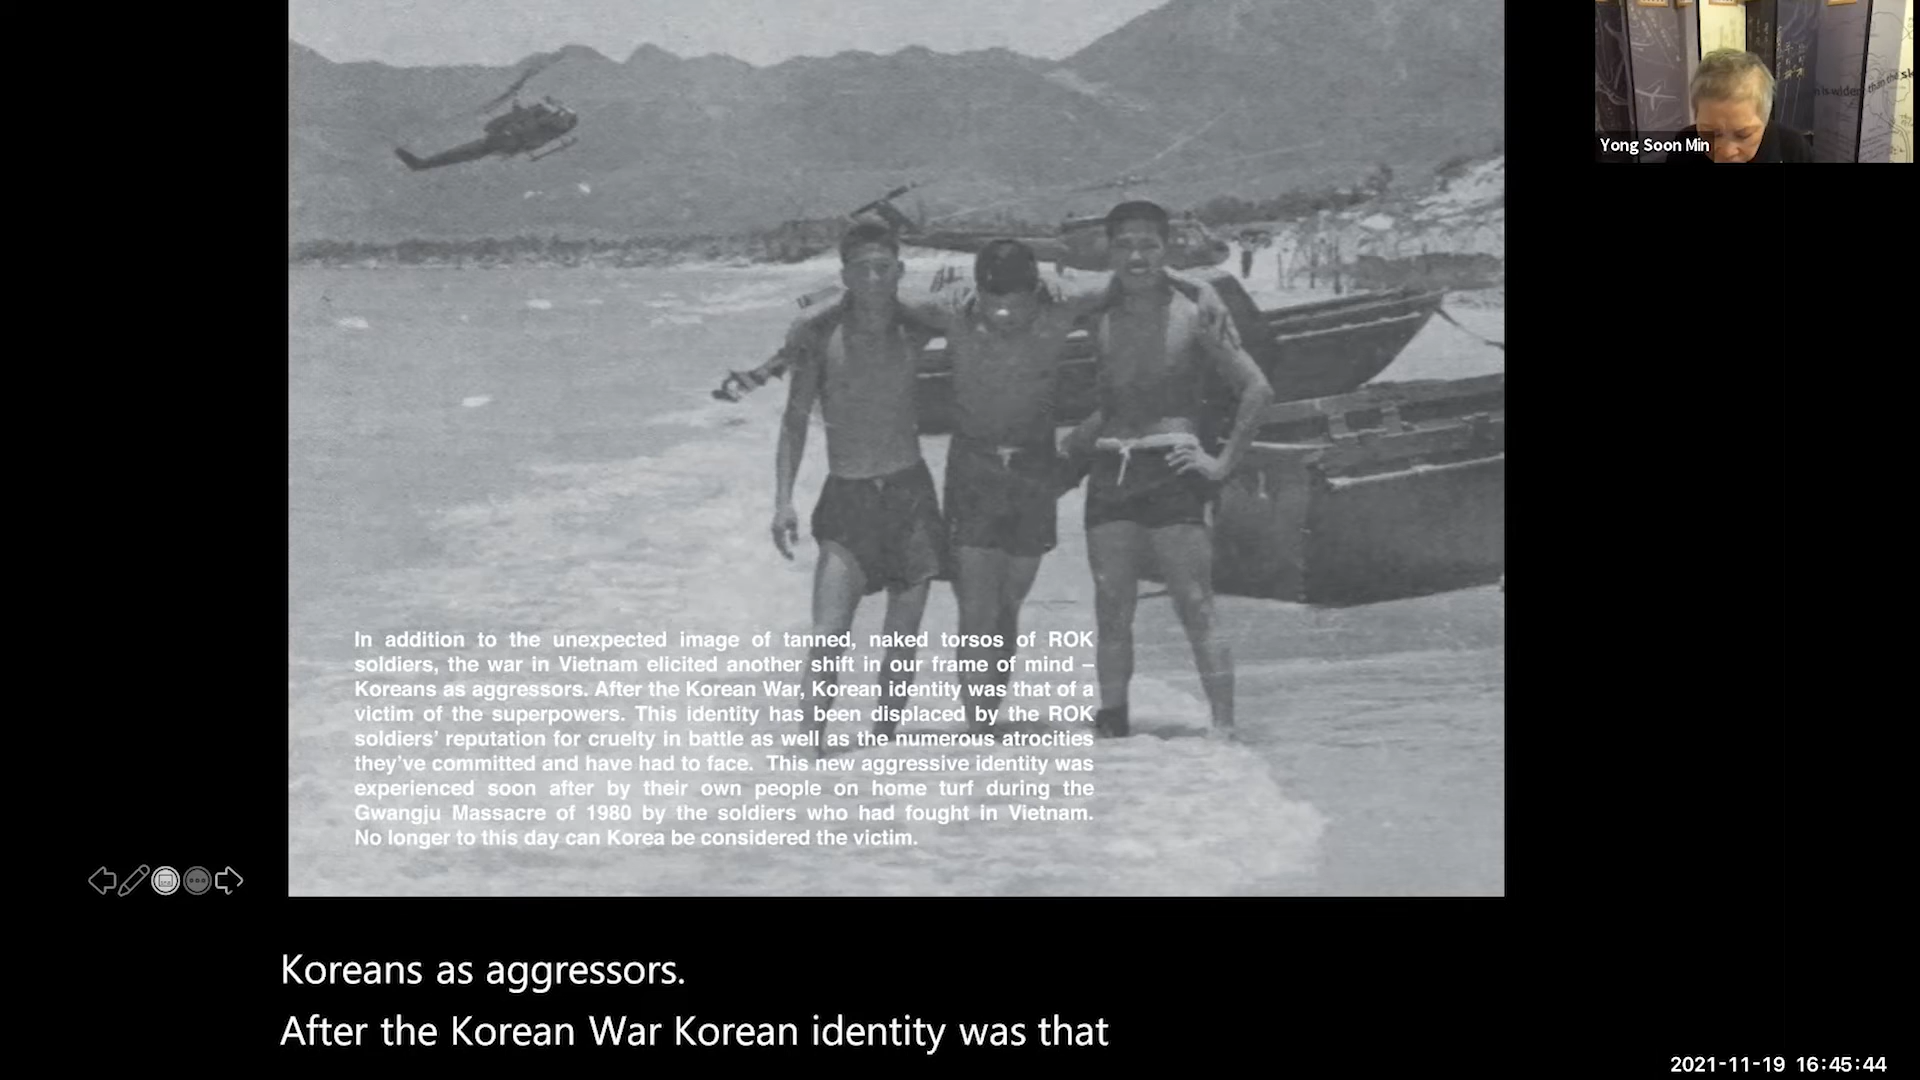 n is wider than the sk
Yong Soon Min
In addition to the unexpected image of tanned, naked torsos of ROK
soldiers, the war in Vietnam elicited another shift in our frame of mind –
Koreans as aggressors. After the Korean War, Korean identity was that of a
victim of the superpowers. This identity has been displaced by the ROK
soldiers’ reputation for cruelty in battle as well as the numerous atrocities
they’ve committed and have had to face.  This new aggressive identity was
experienced soon after by their own people on home turf during the
Gwangju Massacre of 1980 by the soldiers who had fought in Vietnam.
No longer to this day can Korea be considered the victim.
Koreans as aggressors.
After the Korean War Korean identity was that
2021-11-19 16:45:44